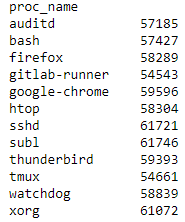 proc_name
auditd 57185
bash 57427
firefox 58289
gitlab-runner 54543
google-chrome 59596
htop 58304
sshd 61721
subl 61746
thunderbird 59393
tmux 54661
watchdog 58839
xorg 61072